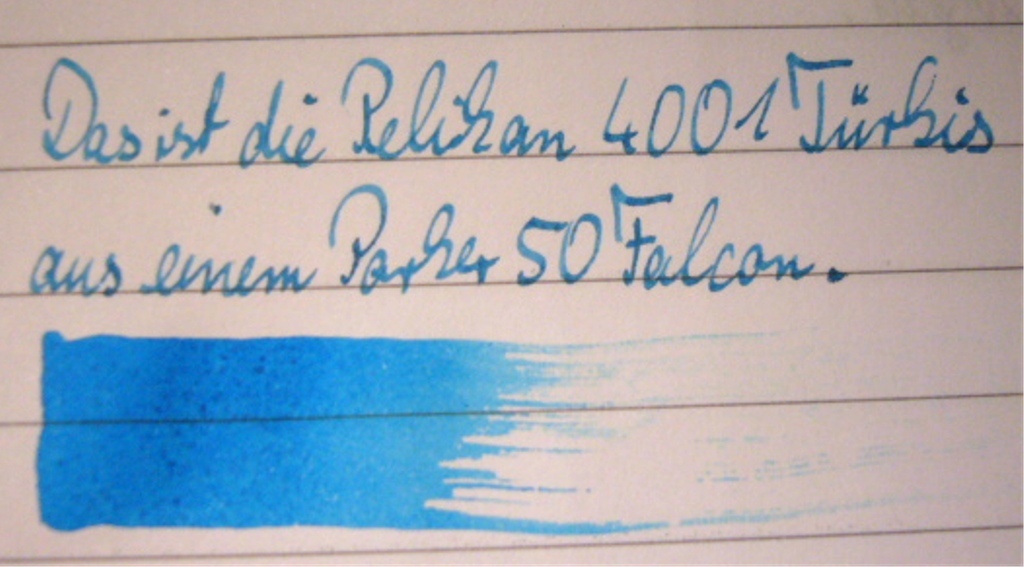 Das ist die Pelikan 4001 Türkis
aus einem Parker 50 Falcon.